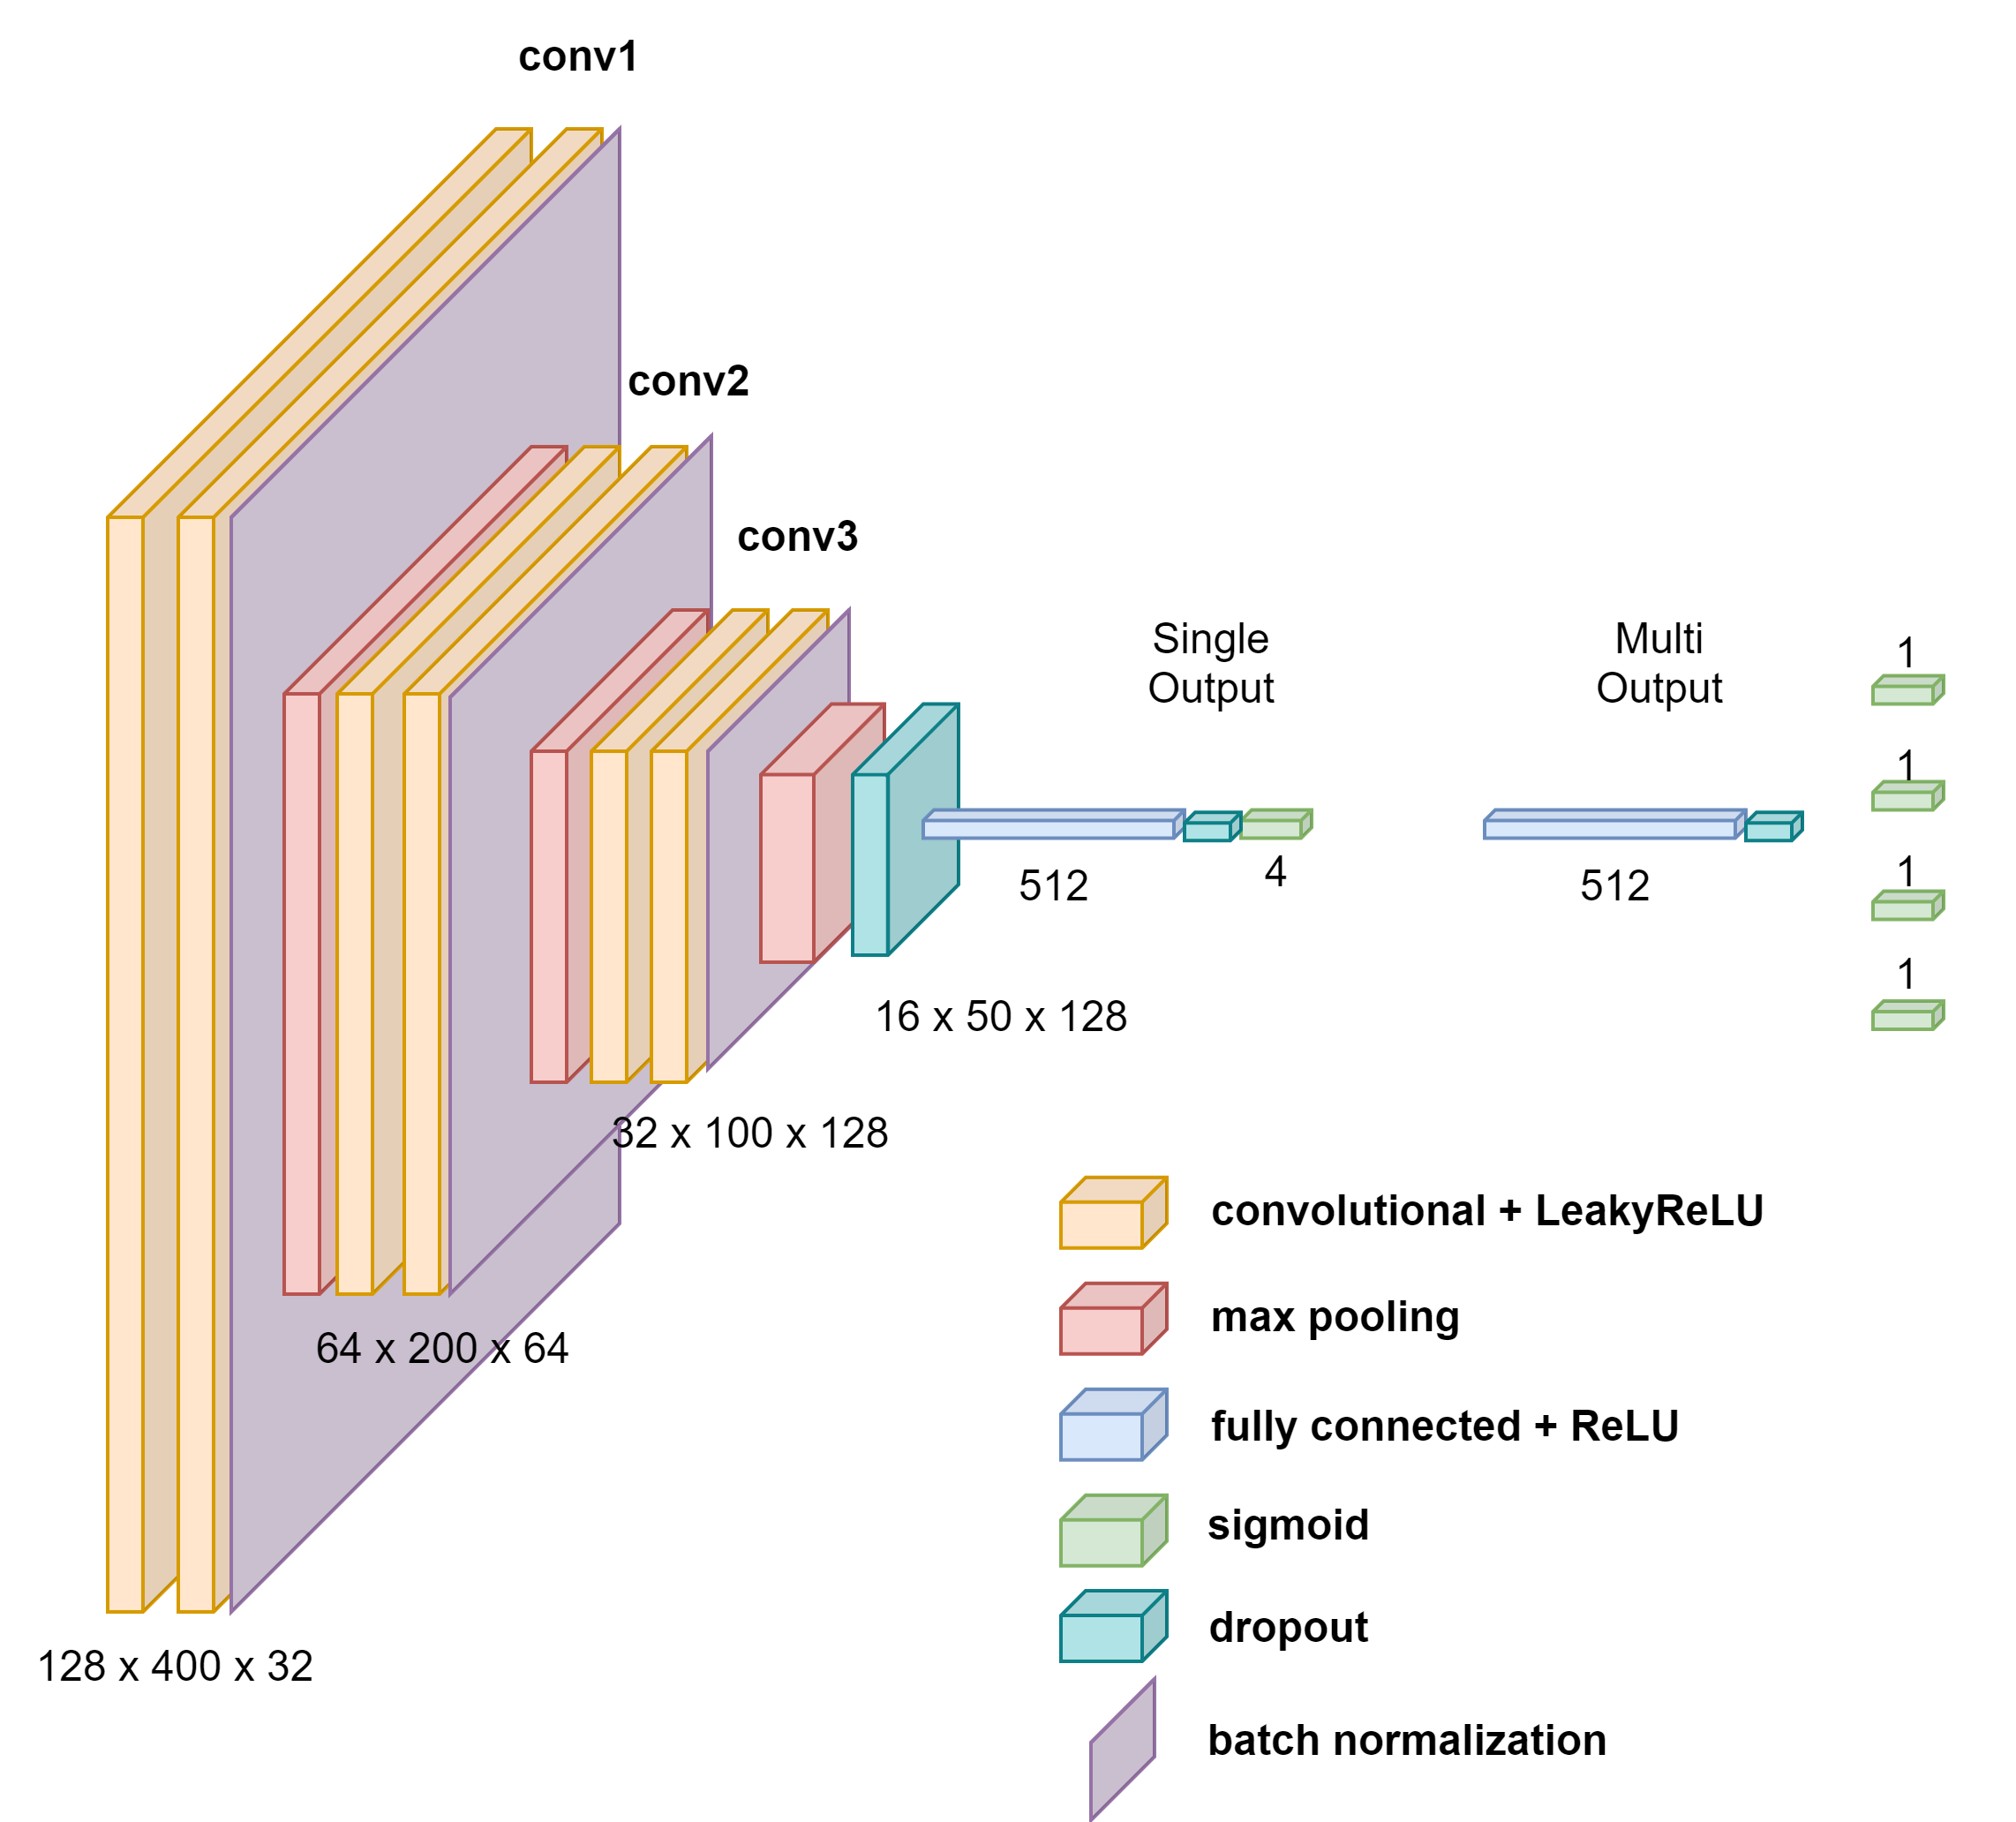 conv1
conv2
conv3
Single
Output
Multi
Output
1
1
1
1
512
4
512
16 x 50 x 128
32 x 100 x 128
64 x 200 x 64
128 x 400 x 32
convolutional + LeakyReLU
max pooling
fully connected + ReLU
sigmoid
dropout
batch normalization